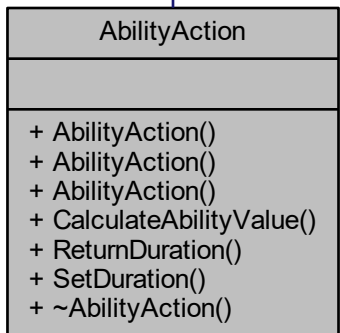 AbilityAction
+ AbilityAction()
+ AbilityAction()
+ AbilityAction()
+ CalculateAbilityValue()
+ ReturnDuration()
+ SetDuration()
+ ~AbilityAction()